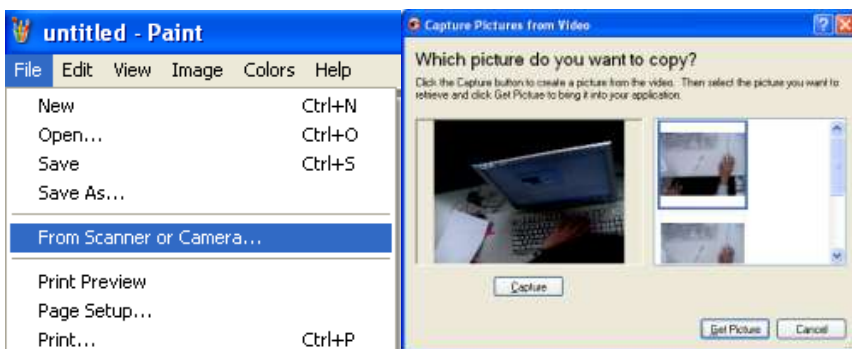 untitled - Paint
File Edit View Image Colors Help
New Ctrl+N
Open... Ctrl+O
Save Ctrl+S
Save As...
From Scanner or Camera...
Print Preview
Page Setup...
Print... Ctrl+P
Capture Pictures from Video
Which picture do you want to copy?
Click the Capture button to create a picture from the video. Then select the picture you want to
retrieve and click Get Picture to bring it into your application.
Capture
Get Picture Cancel